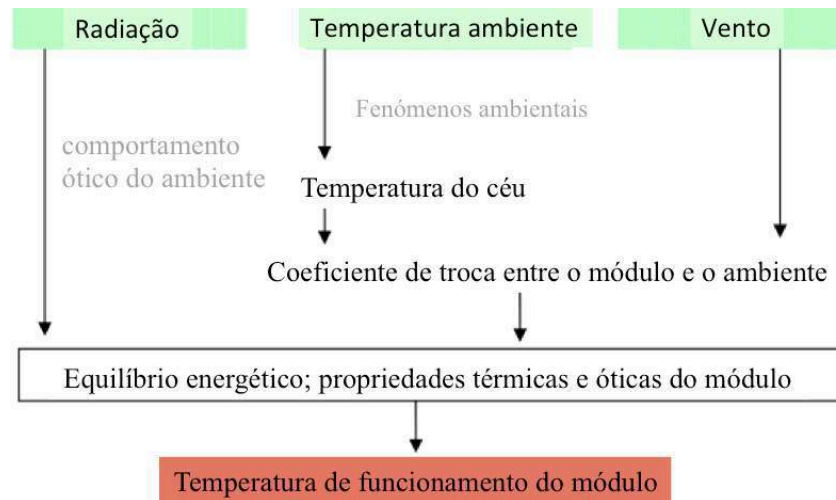 Radiação
Temperatura ambiente
Vento
Fenómenos ambientais
comportamento
ótico do ambiente
Temperatura do céu
Coeficiente de troca entre o módulo e o ambiente
Equilíbrio energético; propriedades térmicas e óticas do módulo
Temperatura de funcionamento do módulo